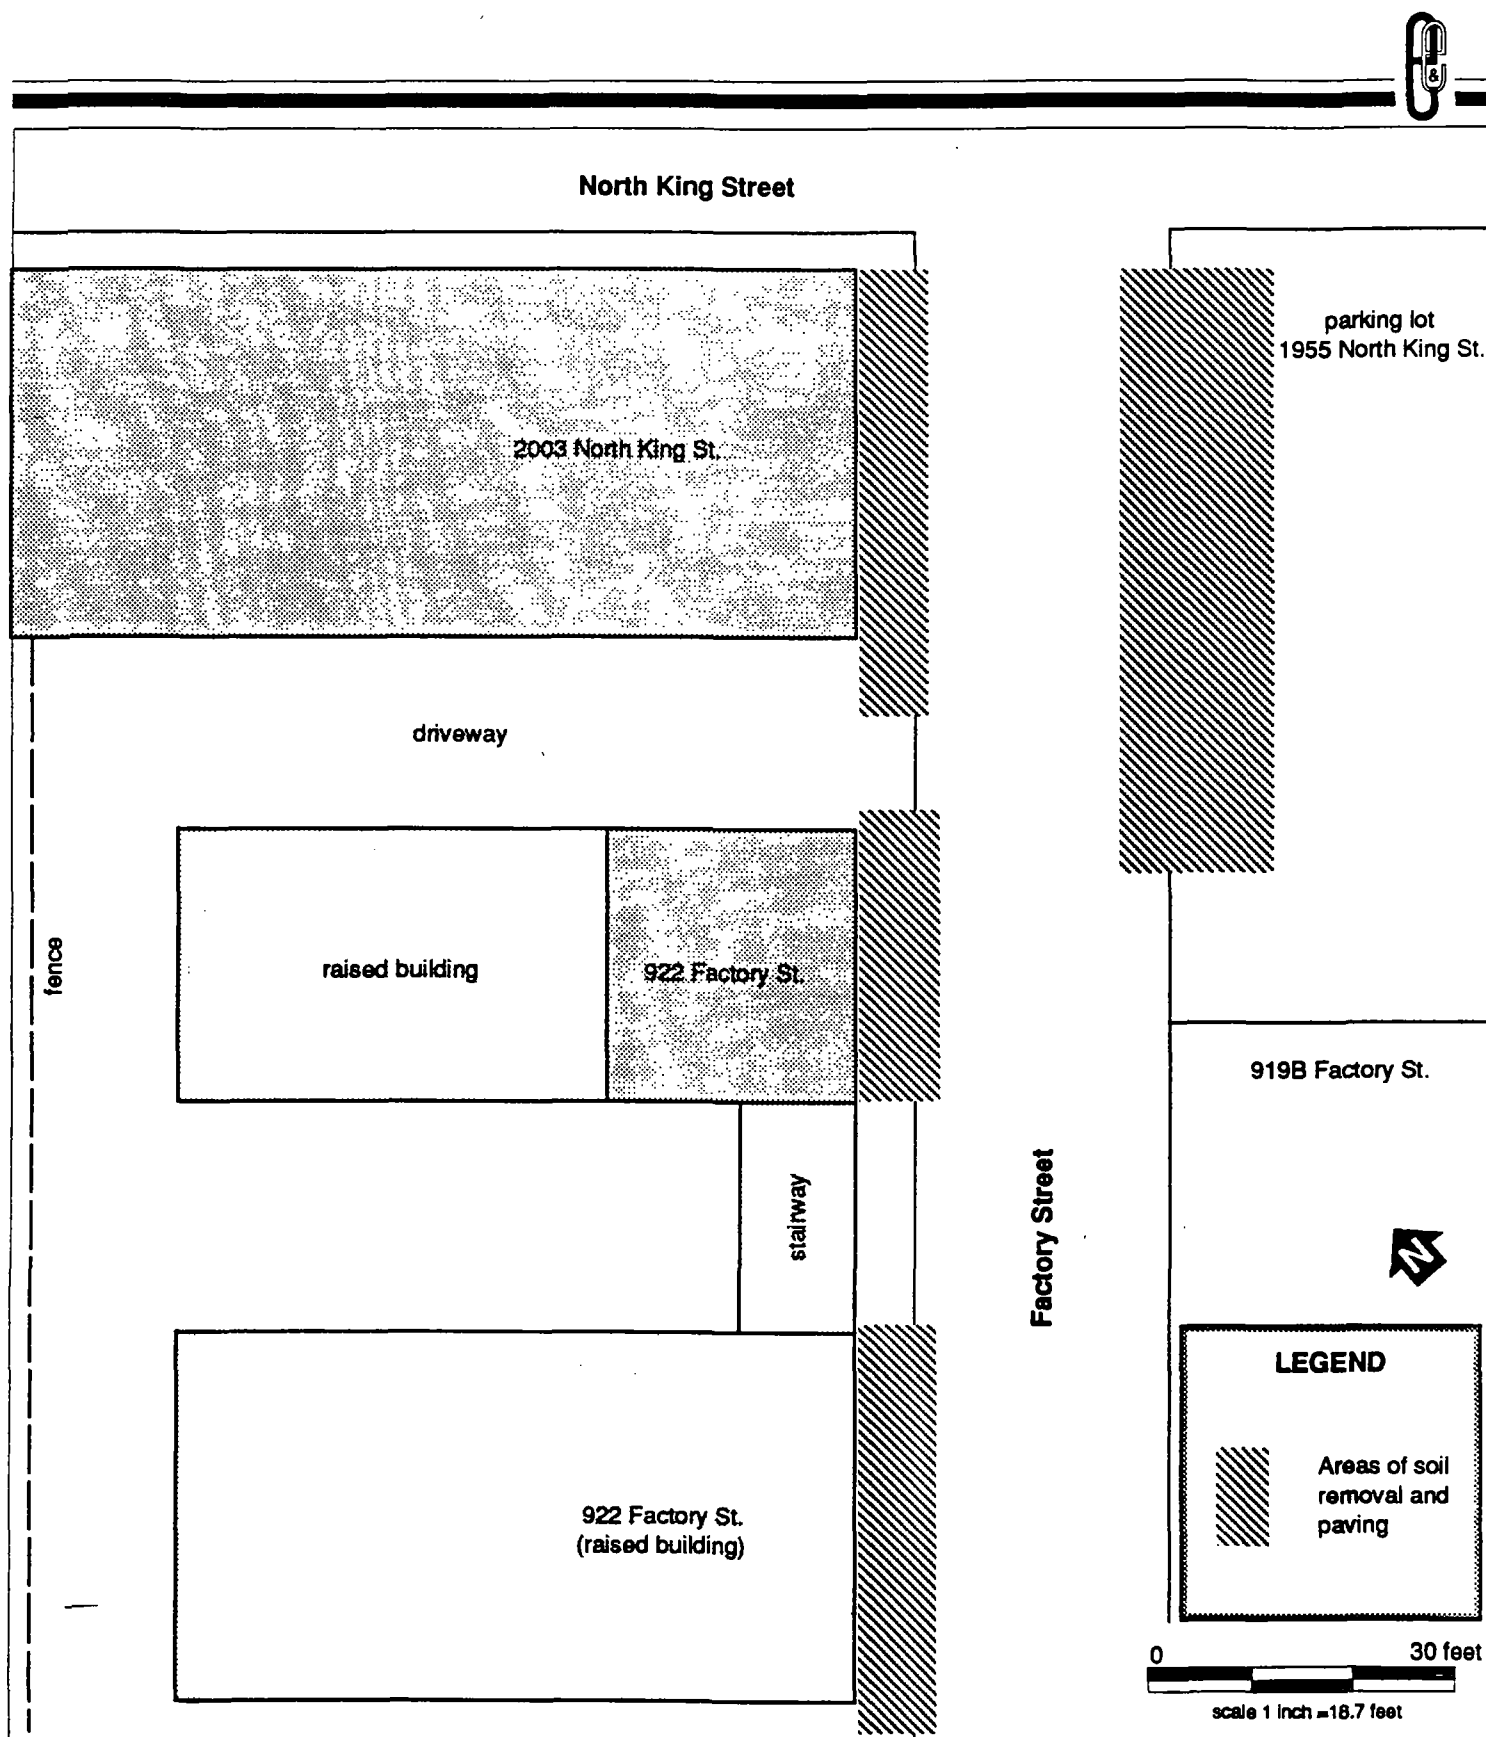 &
North King Street
parking lot
1955 North King St.
2003 North King St.
driveway
fence
raised building
922 Factory St.
919B Factory St.
stairway
Factory Street
N
LEGEND
Areas of soil
removal and
paving
922 Factory St.
(raised building)
0 30 feet
scale 1 inch =18.7 feet